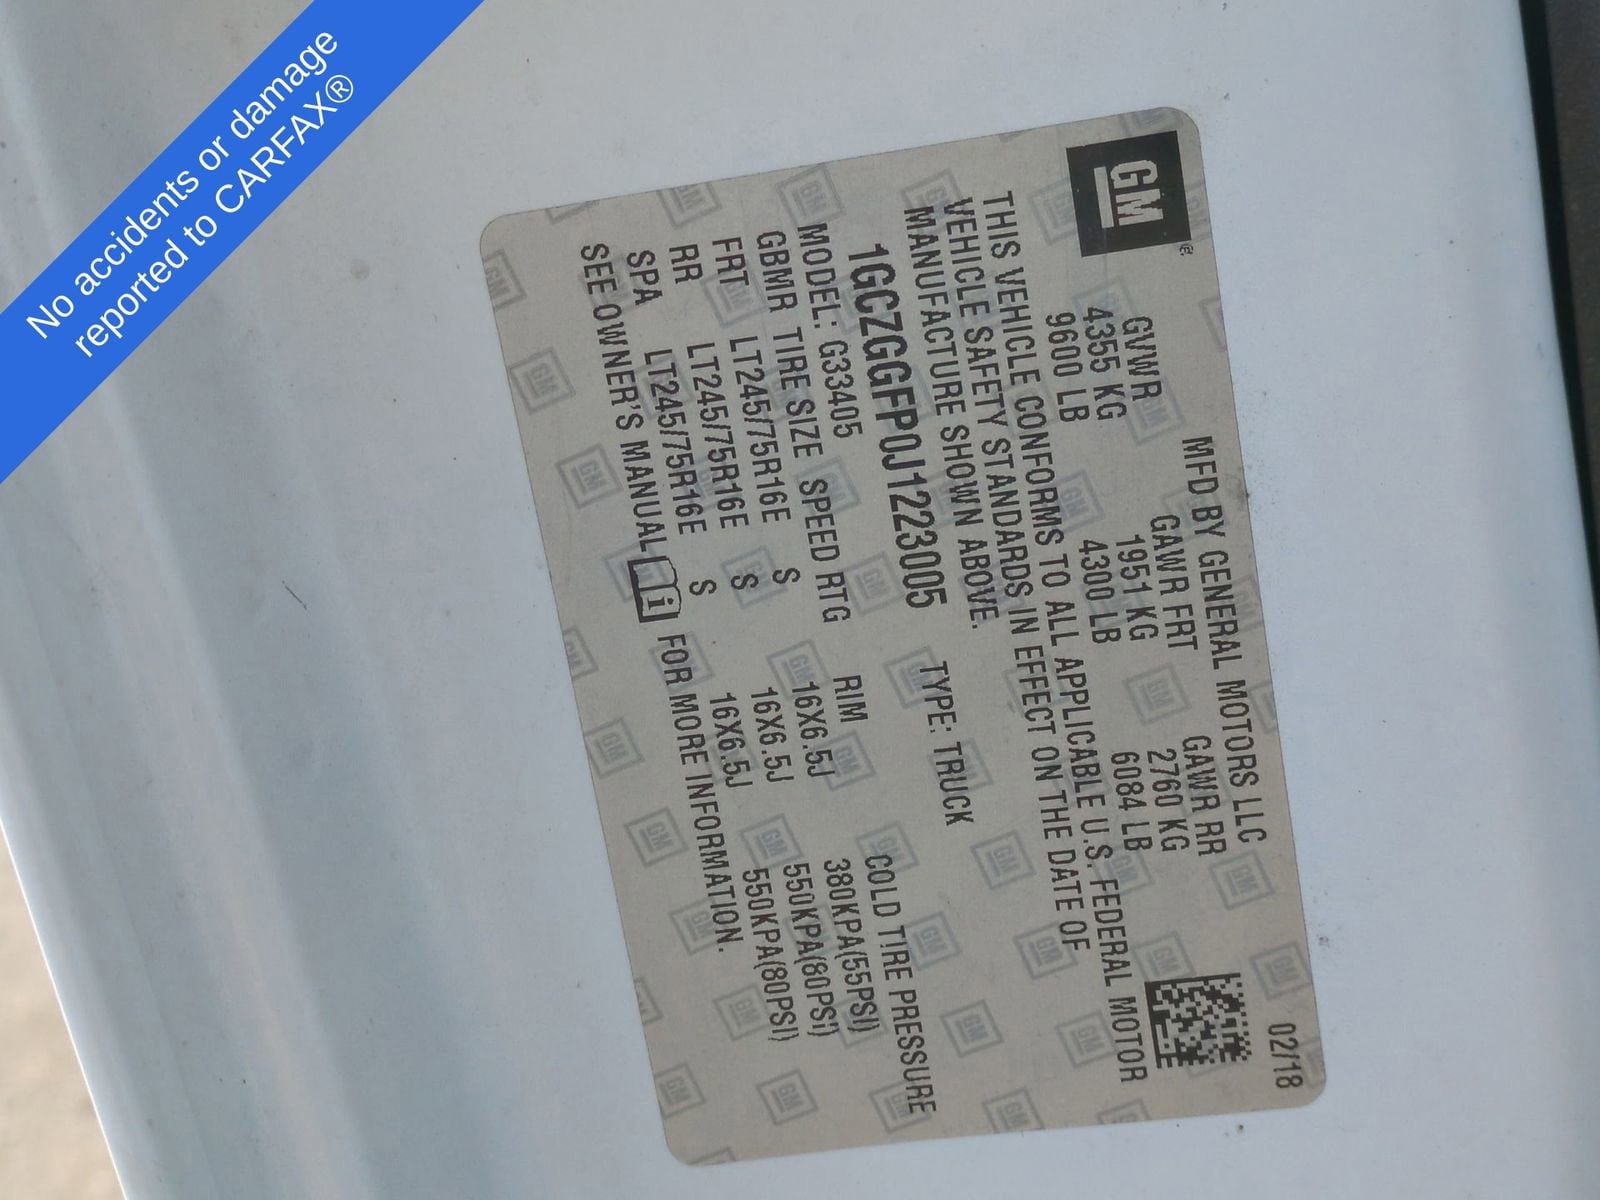 No accidents or damage
reported to CARFAX®
GM®
MFD BY GENERAL MOTORS LLC 02/18
GVWR GAWR FRT GAWR RR
4355 KG 1951 KG 2760 KG
9600 LB 4300 LB 6084 LB
THIS VEHICLE CONFORMS TO ALL APPLICABLE U.S. FEDERAL MOTOR
VEHICLE SAFETY STANDARDS IN EFFECT ON THE DATE OF
MANUFACTURE SHOWN ABOVE.
1GCZGGFP0J1223005 TYPE: TRUCK
MODEL: G33405
GBMR TIRE SIZE SPEED RTG RIM COLD TIRE PRESSURE
FRT LT245/75R16E S 16X6.5J 380KPA(55PSI)
RR LT245/75R16E S 16X6.5J 550KPA(80PSI)
SPA LT245/75R16E S 16X6.5J 550KPA(80PSI)
SEE OWNER'S MANUAL i FOR MORE INFORMATION.